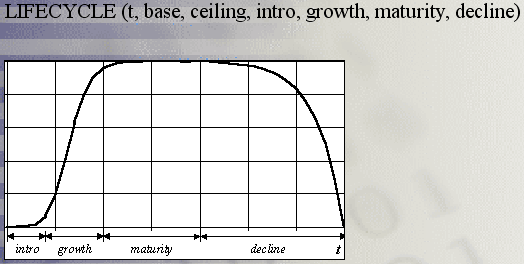 LIFECYCLE (t, base, ceiling, intro, growth, maturity, decline)
intro growth maturity decline t